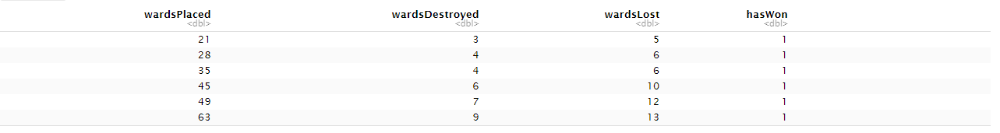 wardsPlaced wardsDestroyed wardsLost hasWon
<dbl> <dbl> <dbl> <dbl>
21 3 5 1
28 4 6 1
35 4 6 1
45 6 10 1
49 7 12 1
63 9 13 1